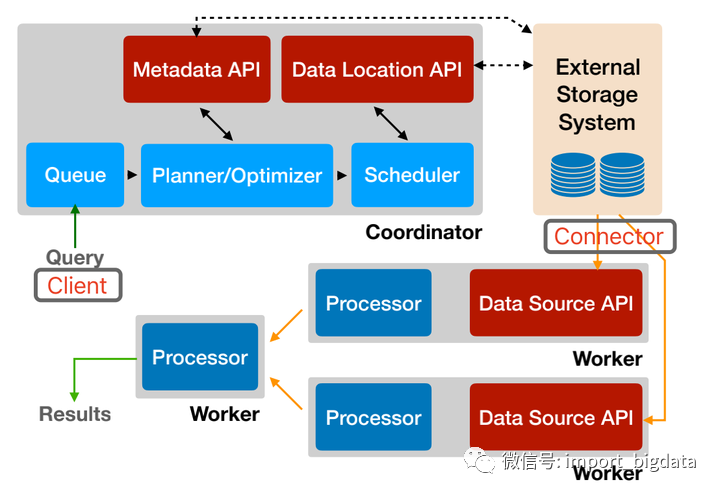 Metadata API
Data Location API
External
Storage
System
Queue
Planner/Optimizer
Scheduler
Coordinator
Query
Client
Connector
Processor
Data Source API
Worker
Processor
Worker
Results
Processor
Data Source API
微信号: import_bigdata
Worker